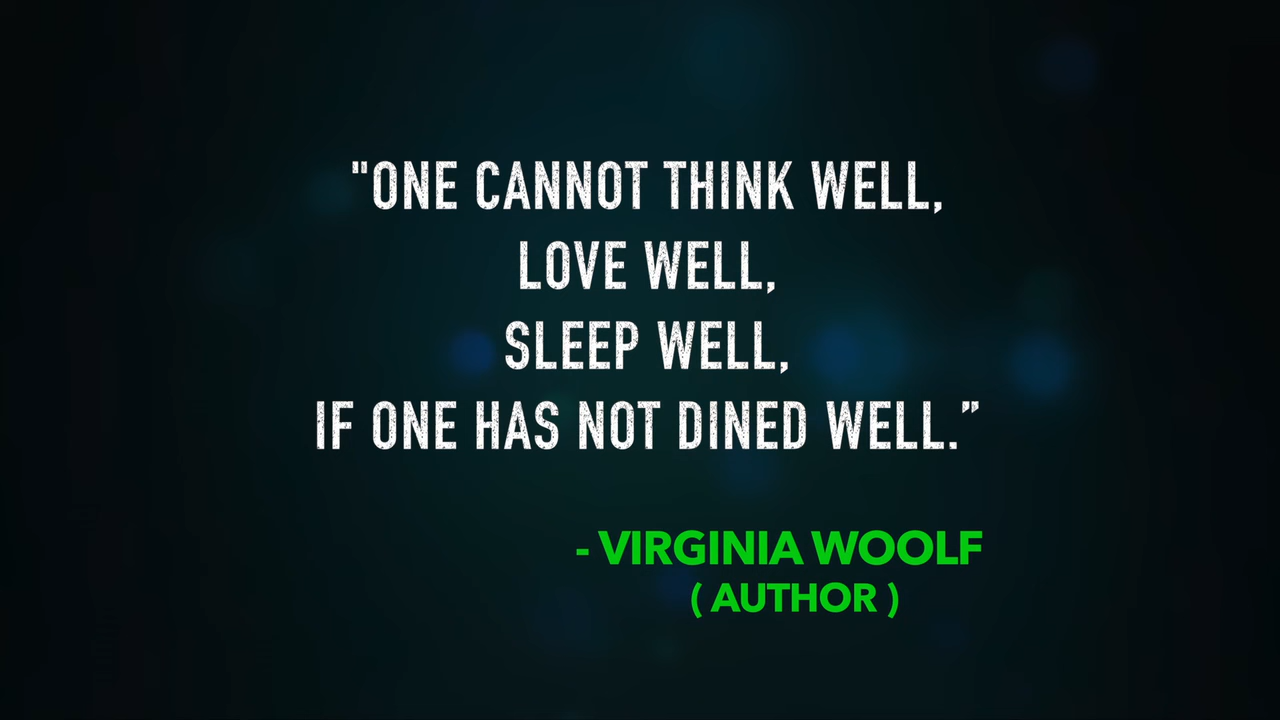 "ONE CANNOT THINK WELL,
LOVE WELL,
SLEEP WELL,
IF ONE HAS NOT DINED WELL.”
- VIRGINIA WOOLF
( AUTHOR )